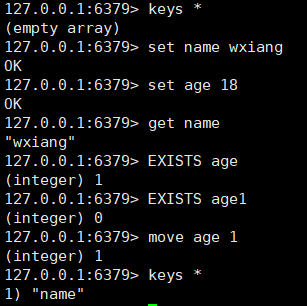 127.0.0.1:6379> keys *
(empty array)
127.0.0.1:6379> set name wxiang
OK
127.0.0.1:6379> set age 18
OK
127.0.0.1:6379> get name
"wxiang"
127.0.0.1:6379> EXISTS age
(integer) 1
127.0.0.1:6379> EXISTS age1
(integer) 0
127.0.0.1:6379> move age 1
(integer) 1
127.0.0.1:6379> keys *
1) "name"